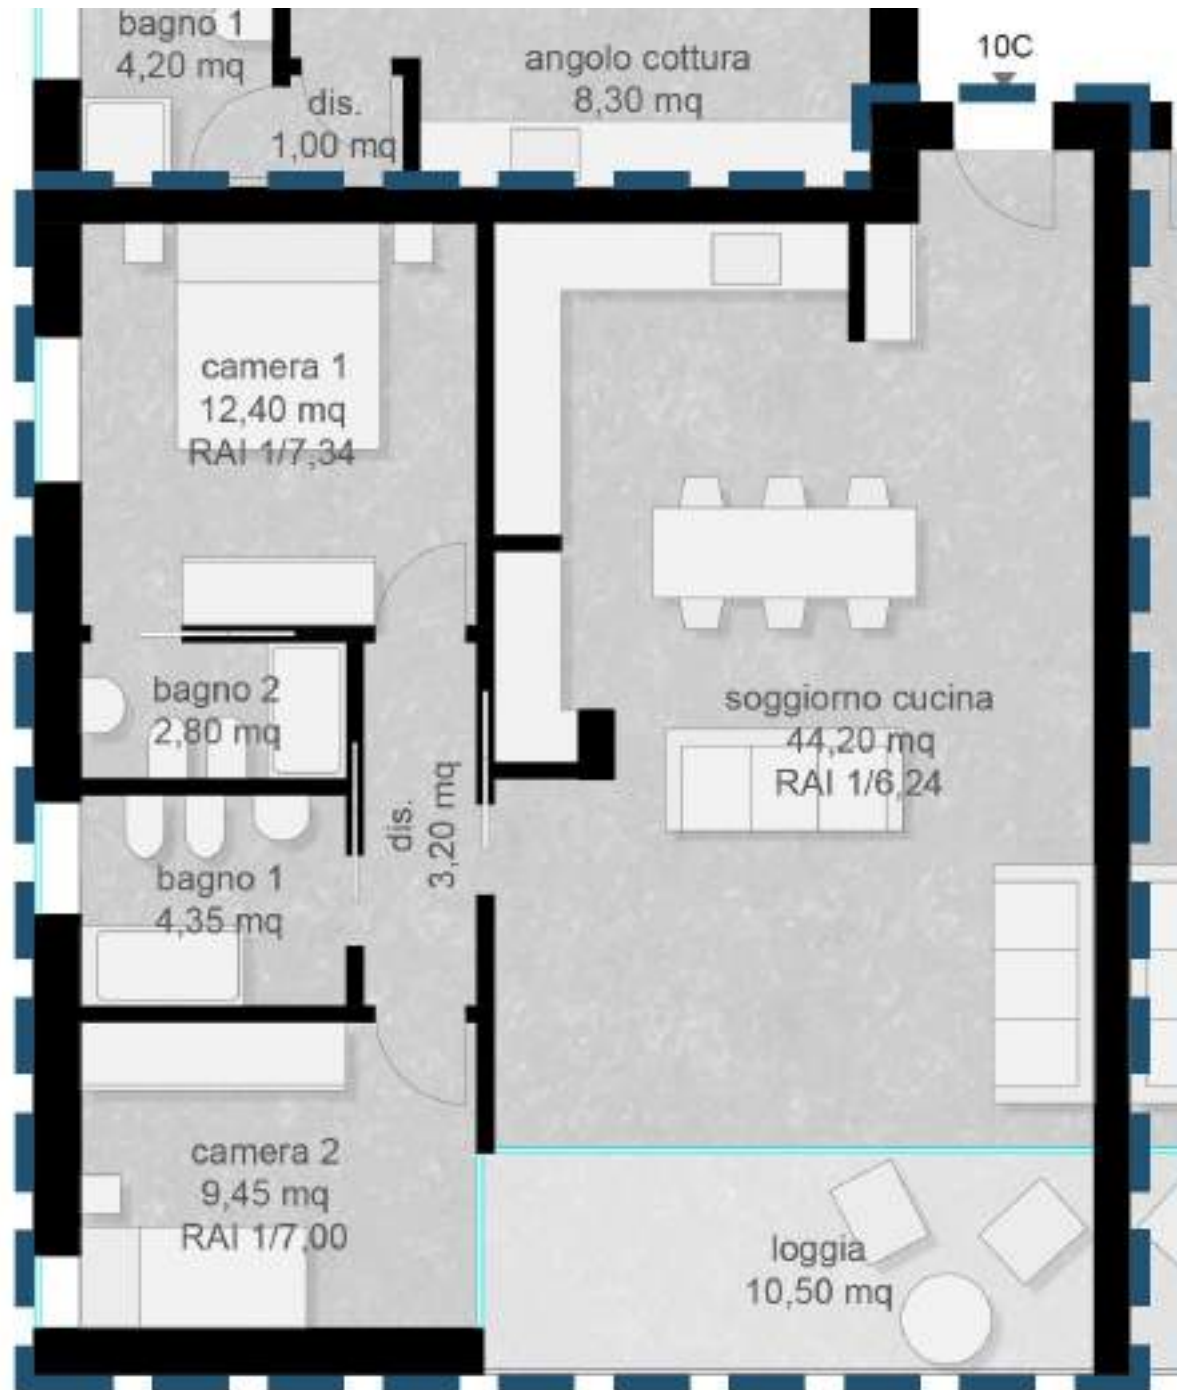 bagno 1
4,20 mq
dis.
1,00 mq
angolo cottura
8,30 mq
10C
camera 1
12,40 mq
RAI 1/7,34
bagno 2
2,80 mq
soggiorno cucina
44,20 mq
RAI 1/6,24
dis.
3,20 mq
bagno 1
4,35 mq
camera 2
9,45 mq
RAI 1/7,00
loggia
10,50 mq